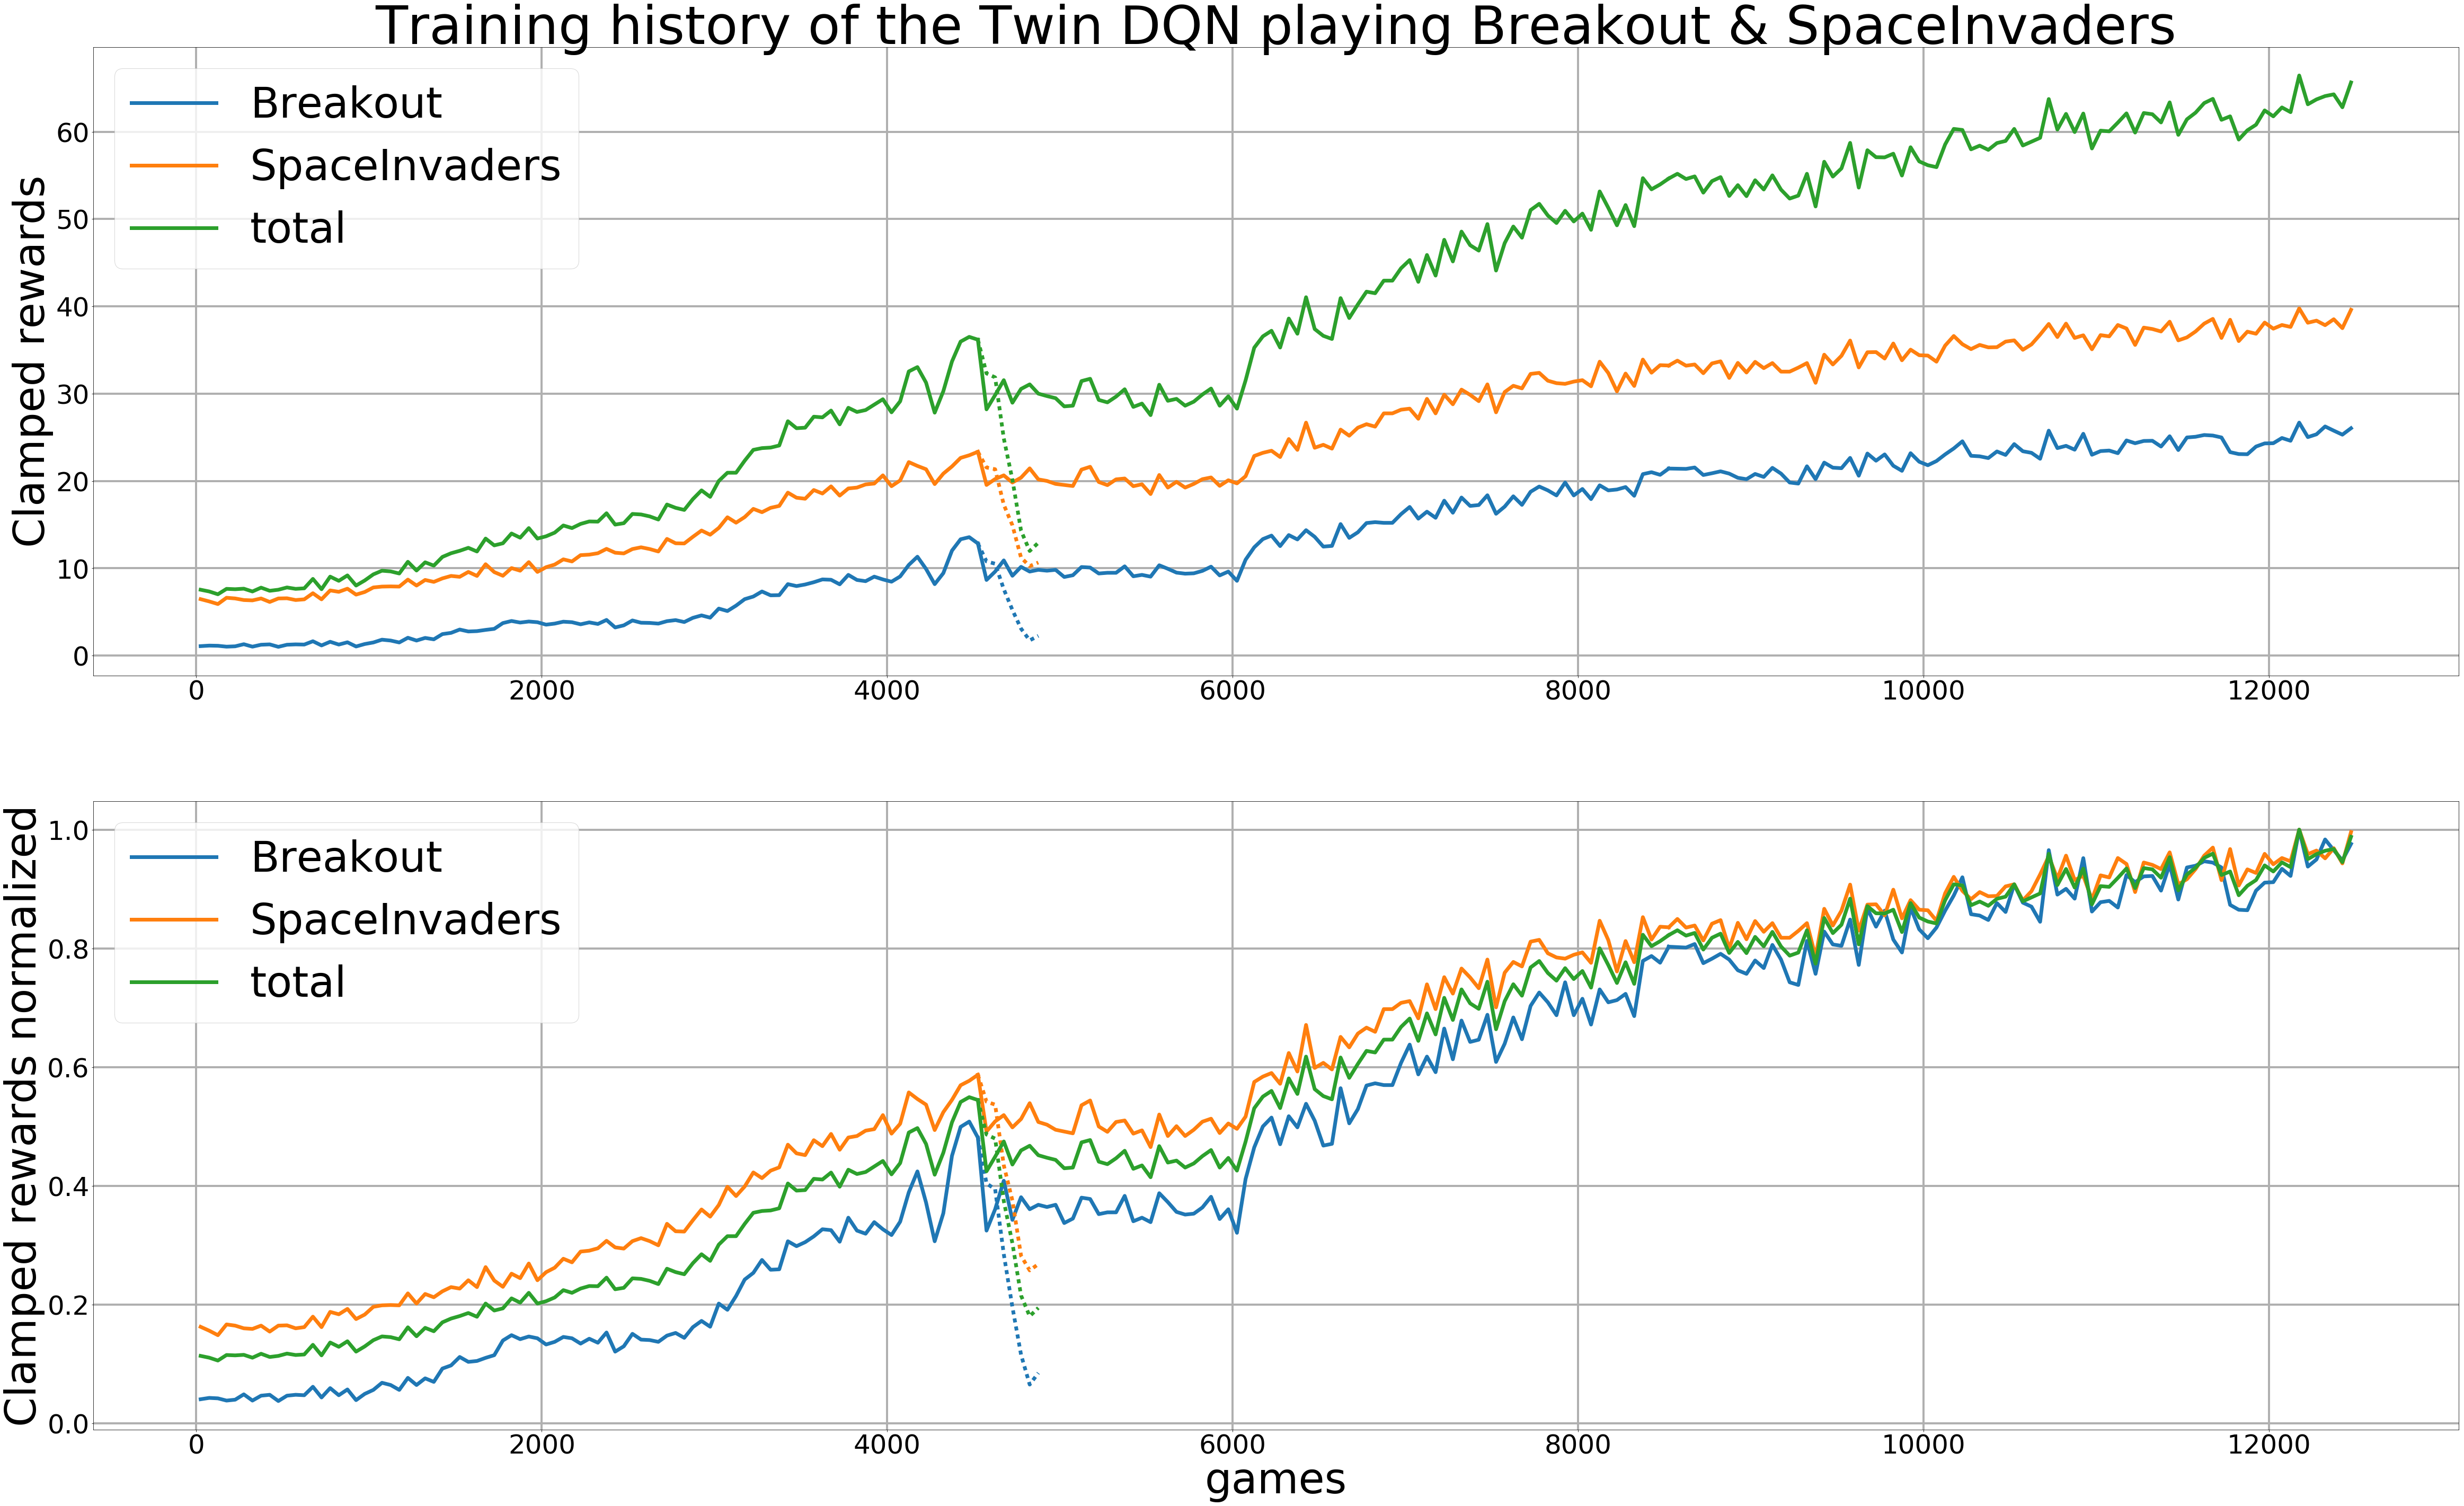 Training history of the Twin DQN playing Breakout & SpaceInvaders
Clamped rewards
Breakout
SpaceInvaders
total
60
50
40
30
20
10
0
0 2000 4000 6000 8000 10000 12000
Clamped rewards normalized
Breakout
SpaceInvaders
total
1.0
0.8
0.6
0.4
0.2
0.0
0 2000 4000 6000 8000 10000 12000
games